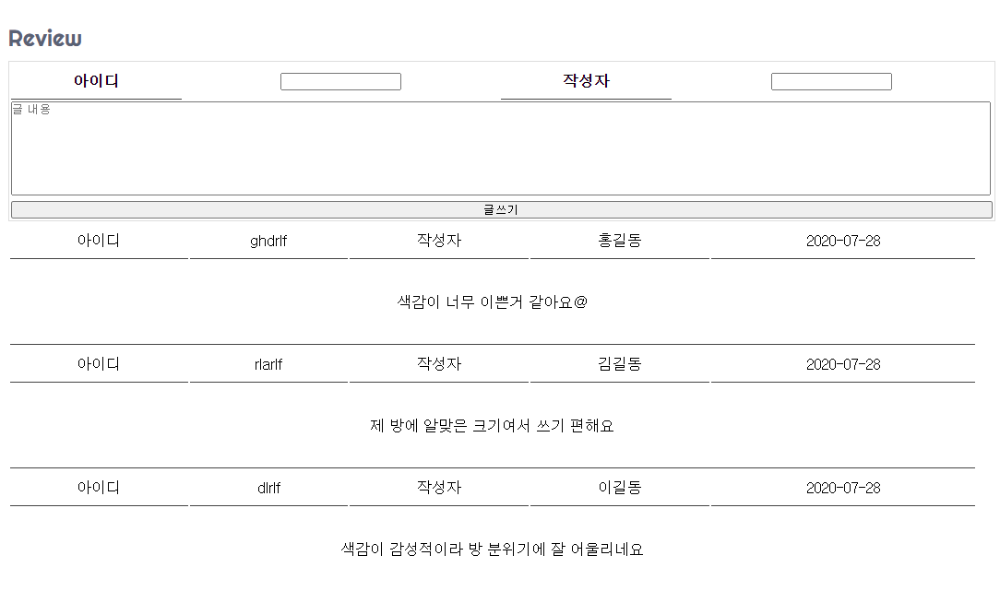 Review
아이디 작성자
글 내용
글쓰기
아이디 ghdrlf 작성자 홍길동 2020-07-28
색감이 너무 이쁜거 같아요@
아이디 rlarlf 작성자 김길동 2020-07-28
제 방에 알맞은 크기여서 쓰기 편해요
아이디 dlrlf 작성자 이길동 2020-07-28
색감이 감성적이라 방 분위기에 잘 어울리네요